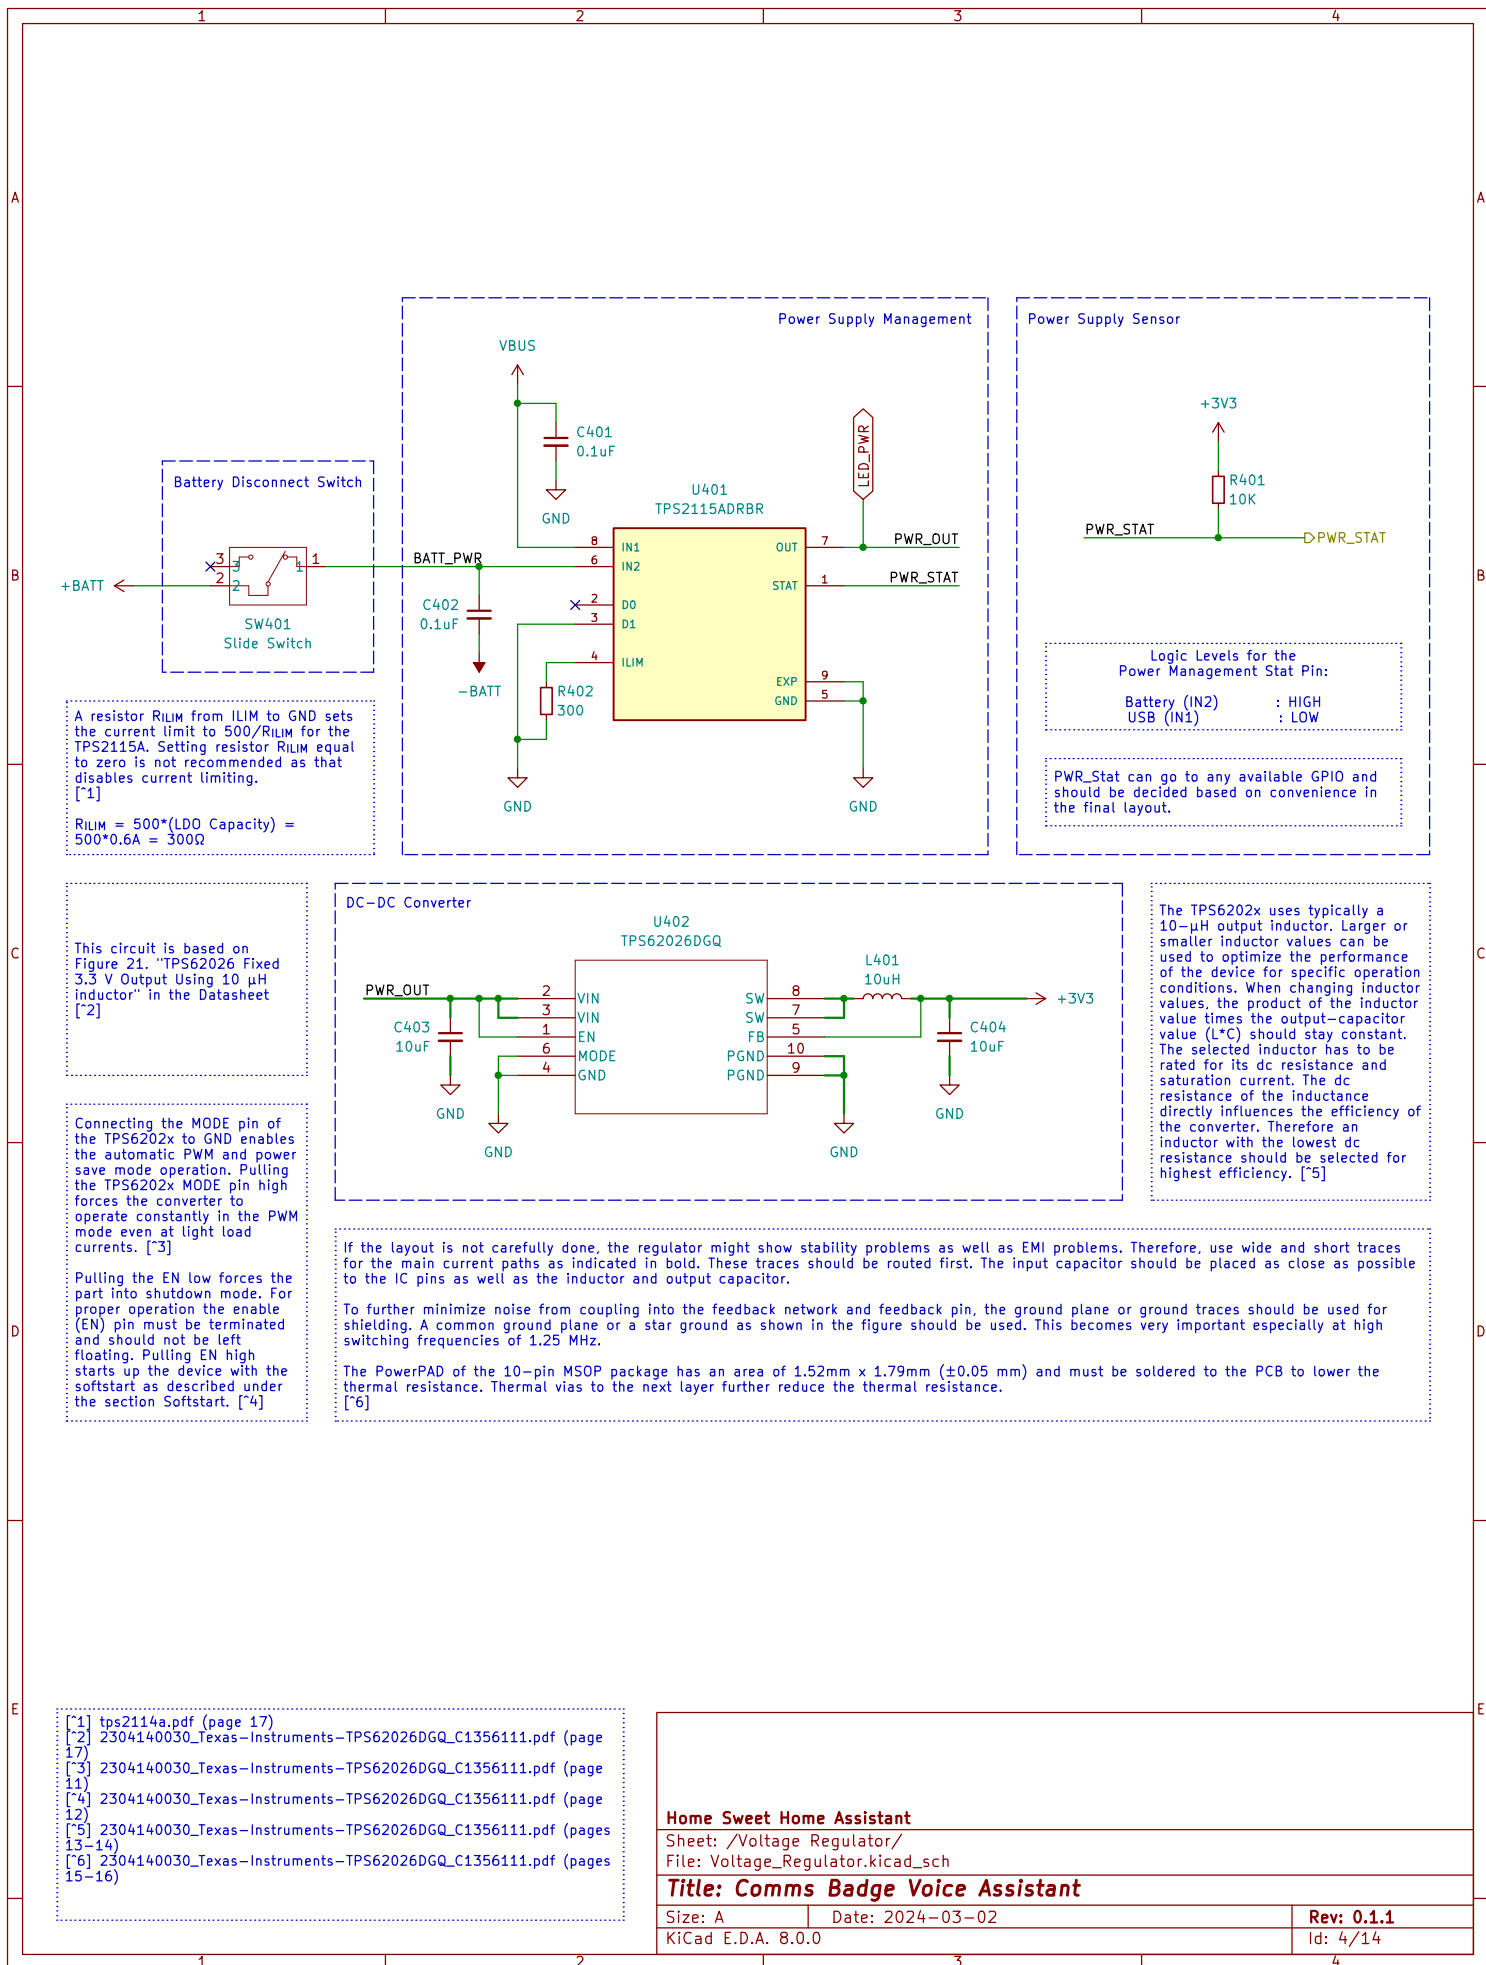 1 2 3 4
A A
Power Supply Management
Power Supply Sensor
VBUS
+3V3
C401
0.1uF
LED_PWR
R401
10K
Battery Disconnect Switch
GND
U401
TPS2115ADRBR
PWR_STAT
PWR_STAT
3 3 1 1
2 2
BATT_PWR
8 IN1 OUT 7 PWR_OUT
6 IN2
STAT 1 PWR_STAT
B B
+BATT
C402
0.1uF
2 D0
3 D1
SW401
Slide Switch
4 ILIM
-BATT
R402
300
EXP 9
GND 5
Logic Levels for the
Power Management Stat Pin:
Battery (IN2) : HIGH
USB (IN1) : LOW
A resistor RILIM from ILIM to GND sets
the current limit to 500/RILIM for the
TPS2115A. Setting resistor RILIM equal
to zero is not recommended as that
disables current limiting.
[^1]
RILIM = 500*(LDO Capacity) =
500*0.6A = 300Ω
GND
GND
PWR_Stat can go to any available GPIO and
should be decided based on convenience in
the final layout.
This circuit is based on
Figure 21. "TPS62026 Fixed
3.3 V Output Using 10 µH
inductor" in the Datasheet
[^2]
C C
DC-DC Converter
U402
TPS62026DGQ
PWR_OUT
C403
10uF
GND
2 VIN
3 VIN
1 EN
6 MODE
4 GND
SW 8
SW 7
FB 5
PGND 10
PGND 9
L401
10uH
+3V3
C404
10uF
GND
GND
GND
The TPS6202x uses typically a
10-µH output inductor. Larger or
smaller inductor values can be
used to optimize the performance
of the device for specific operation
conditions. When changing inductor
values, the product of the inductor
value times the output-capacitor
value (L*C) should stay constant.
The selected inductor has to be
rated for its dc resistance and
saturation current. The dc
resistance of the inductance
directly influences the efficiency of
the converter. Therefore an
inductor with the lowest dc
resistance should be selected for
highest efficiency. [^5]
Connecting the MODE pin of
the TPS6202x to GND enables
the automatic PWM and power
save mode operation. Pulling
the TPS6202x MODE pin high
forces the converter to
operate constantly in the PWM
mode even at light load
currents. [^3]
Pulling the EN low forces the
part into shutdown mode. For
proper operation the enable
(EN) pin must be terminated
and should not be left
floating. Pulling EN high
starts up the device with the
softstart as described under
the section Softstart. [^4]
If the layout is not carefully done, the regulator might show stability problems as well as EMI problems. Therefore, use wide and short traces
for the main current paths as indicated in bold. These traces should be routed first. The input capacitor should be placed as close as possible
to the IC pins as well as the inductor and output capacitor.
To further minimize noise from coupling into the feedback network and feedback pin, the ground plane or ground traces should be used for
shielding. A common ground plane or a star ground as shown in the figure should be used. This becomes very important especially at high
switching frequencies of 1.25 MHz.
The PowerPAD of the 10-pin MSOP package has an area of 1.52mm x 1.79mm (±0.05 mm) and must be soldered to the PCB to lower the
thermal resistance. Thermal vias to the next layer further reduce the thermal resistance.
[^6]
D D
E E
[^1] tps2114a.pdf (page 17)
[^2] 2304140030_Texas-Instruments-TPS62026DGQ_C1356111.pdf (page
17)
[^3] 2304140030_Texas-Instruments-TPS62026DGQ_C1356111.pdf (page
11)
[^4] 2304140030_Texas-Instruments-TPS62026DGQ_C1356111.pdf (page
12)
[^5] 2304140030_Texas-Instruments-TPS62026DGQ_C1356111.pdf (pages
13-14)
[^6] 2304140030_Texas-Instruments-TPS62026DGQ_C1356111.pdf (pages
15-16)
Home Sweet Home Assistant
Sheet: /Voltage Regulator/
File: Voltage_Regulator.kicad_sch
Title: Comms Badge Voice Assistant
Size: A Date: 2024-03-02 Rev: 0.1.1
KiCad E.D.A. 8.0.0 Id: 4/14
1 2 3 4